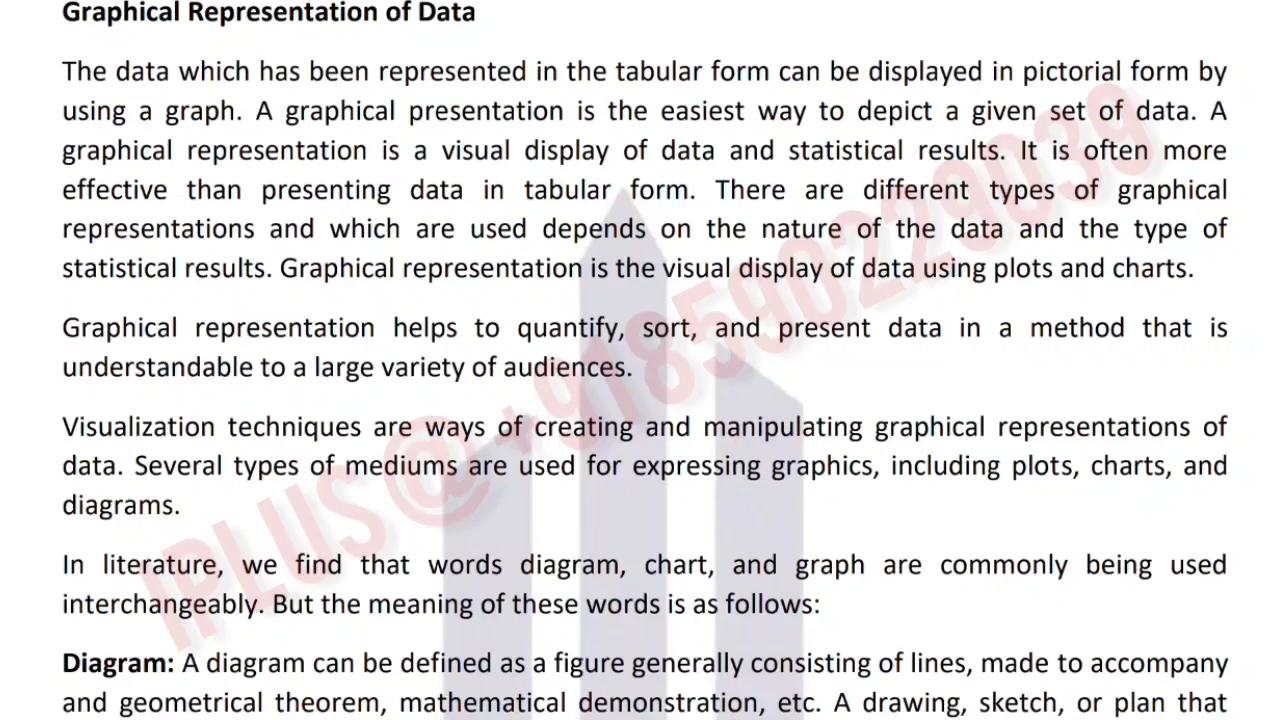 Graphical Representation of Data
The data which has been represented in the tabular form can be displayed in pictorial form by
using a graph. A graphical presentation is the easiest way to depict a given set of data. A
graphical representation is a visual display of data and statistical results. It is often more
effective than presenting data in tabular form. There are different types of graphical
representations and which are used depends on the nature of the data and the type of
statistical results. Graphical representation is the visual display of data using plots and charts.
Graphical representation helps to quantify, sort, and present data in a method that is
understandable to a large variety of audiences.
Visualization techniques are ways of creating and manipulating graphical representations of
data. Several types of mediums are used for expressing graphics, including plots, charts, and
diagrams.
In literature, we find that words diagram, chart, and graph are commonly being used
interchangeably. But the meaning of these words is as follows:
Diagram: A diagram can be defined as a figure generally consisting of lines, made to accompany
and geometrical theorem, mathematical demonstration, etc. A drawing, sketch, or plan that
IPLUS@+918590229039